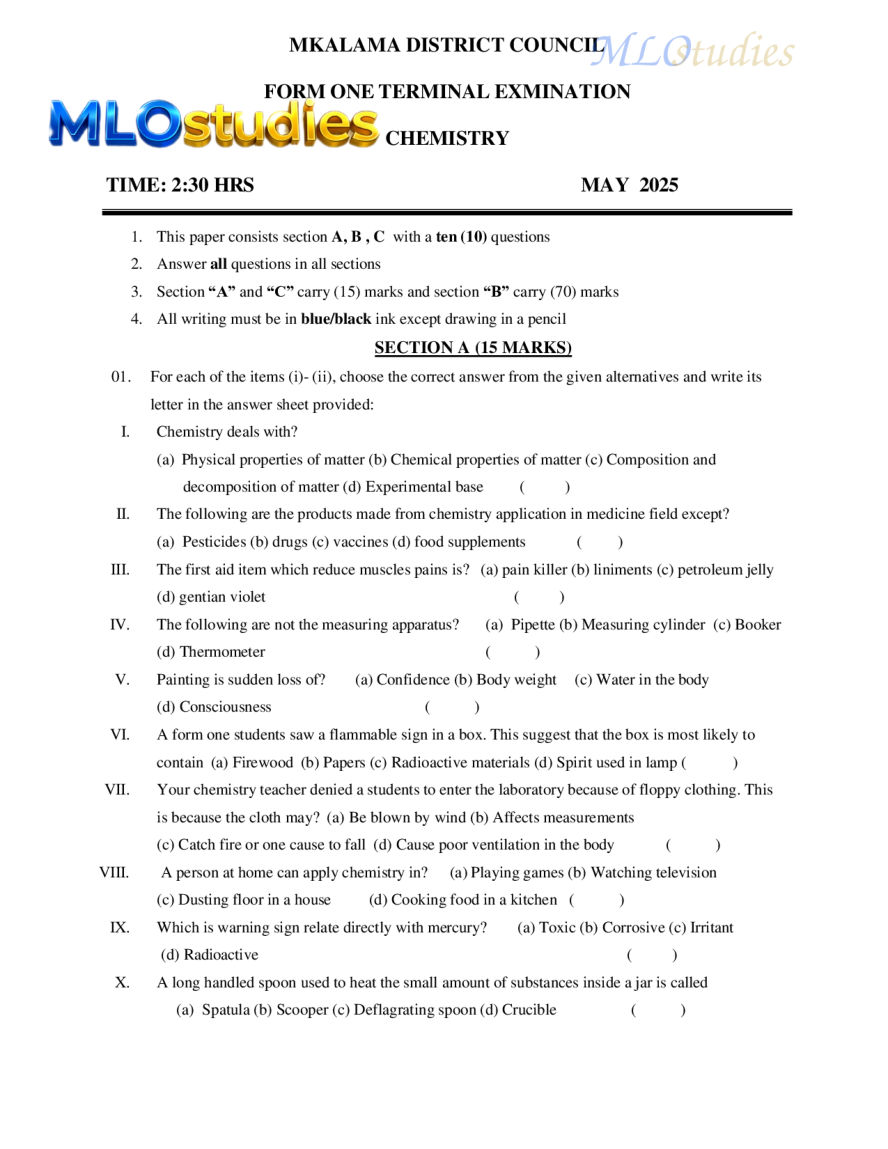 MKALAMA DISTRICT COUNCIL
MLOstudies
FORM ONE TERMINAL EXMINATION
MLOstudies
CHEMISTRY
TIME: 2:30 HRS MAY 2025
1. This paper consists section A, B , C with a ten (10) questions
2. Answer all questions in all sections
3. Section “A” and “C” carry (15) marks and section “B” carry (70) marks
4. All writing must be in blue/black ink except drawing in a pencil
SECTION A (15 MARKS)
01. For each of the items (i)- (ii), choose the correct answer from the given alternatives and write its
letter in the answer sheet provided:
I. Chemistry deals with?
(a) Physical properties of matter (b) Chemical properties of matter (c) Composition and
decomposition of matter (d) Experimental base ( )
II. The following are the products made from chemistry application in medicine field except?
(a) Pesticides (b) drugs (c) vaccines (d) food supplements ( )
III. The first aid item which reduce muscles pains is? (a) pain killer (b) liniments (c) petroleum jelly
(d) gentian violet ( )
IV. The following are not the measuring apparatus? (a) Pipette (b) Measuring cylinder (c) Booker
(d) Thermometer ( )
V. Painting is sudden loss of? (a) Confidence (b) Body weight (c) Water in the body
(d) Consciousness ( )
VI. A form one students saw a flammable sign in a box. This suggest that the box is most likely to
contain (a) Firewood (b) Papers (c) Radioactive materials (d) Spirit used in lamp ( )
VII. Your chemistry teacher denied a students to enter the laboratory because of floppy clothing. This
is because the cloth may? (a) Be blown by wind (b) Affects measurements
(c) Catch fire or one cause to fall (d) Cause poor ventilation in the body ( )
VIII. A person at home can apply chemistry in? (a) Playing games (b) Watching television
(c) Dusting floor in a house (d) Cooking food in a kitchen ( )
IX. Which is warning sign relate directly with mercury? (a) Toxic (b) Corrosive (c) Irritant
(d) Radioactive ( )
X. A long handled spoon used to heat the small amount of substances inside a jar is called
(a) Spatula (b) Scooper (c) Deflagrating spoon (d) Crucible ( )